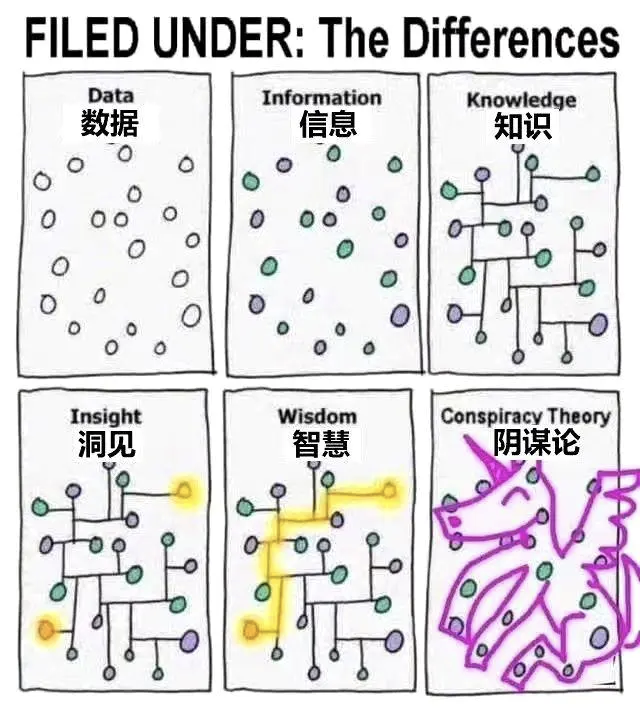 FILED UNDER: The Differences
Data
数据
Information
信息
Knowledge
知识
Insight
洞见
Wisdom
智慧
Conspiracy Theory
阴谋论